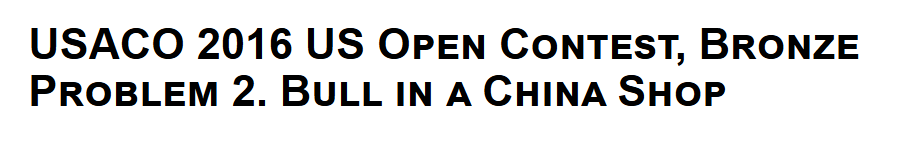 USACO 2016 US Open Contest, Bronze
Problem 2. Bull in a China Shop